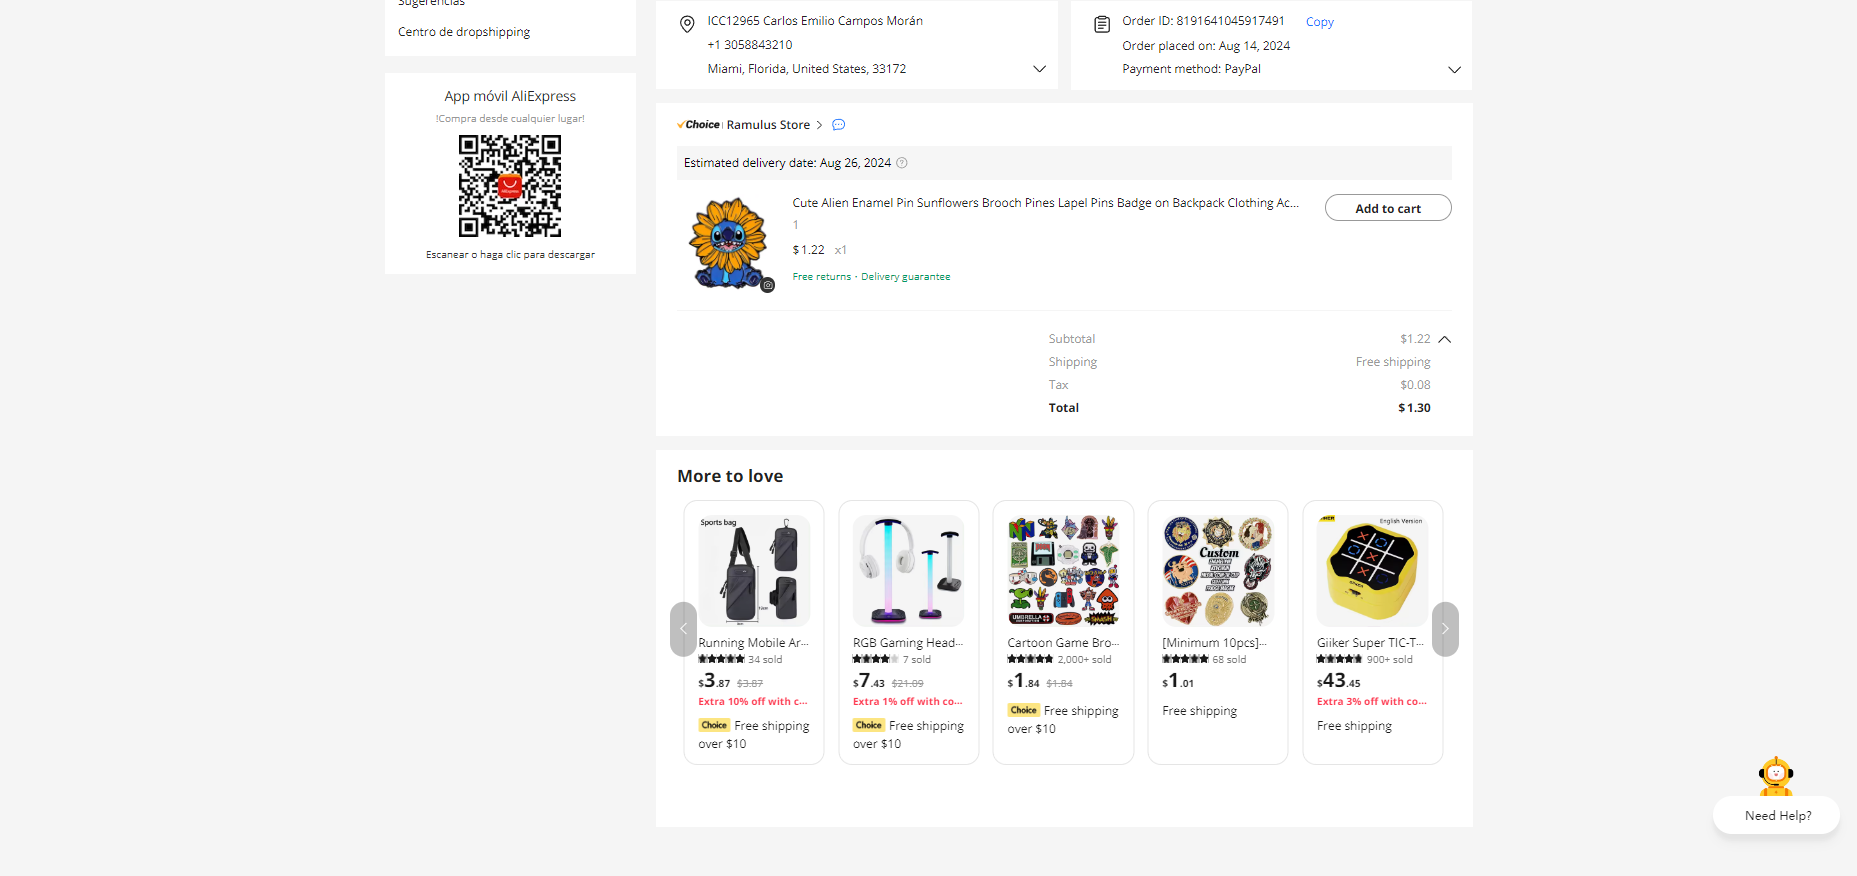 Sugerencias
Centro de dropshipping
App móvil AliExpress
!Compra desde cualquier lugar!
AliExpress
Escanear o haga clic para descargar
ICC12965 Carlos Emilio Campos Morán
+1 3058843210
Miami, Florida, United States, 33172
Order ID: 8191641045917491 Copy
Order placed on: Aug 14, 2024
Payment method: PayPal
Choice Ramulus Store
Estimated delivery date: Aug 26, 2024
Cute Alien Enamel Pin Sunflowers Brooch Pines Lapel Pins Badge on Backpack Clothing Ac...
Add to cart
1
$1.22 x1
Free returns · Delivery guarantee
Subtotal $1.22
Shipping Free shipping
Tax $0.08
Total $1.30
More to love
Sports bag
Running Mobile Ar...
34 sold
$3.87 $3.87
Extra 10% off with c...
Choice Free shipping
over $10
RGB Gaming Head...
7 sold
$7.43 $21.09
Extra 1% off with co...
Choice Free shipping
over $10
UMBRELLA
Cartoon Game Bro...
2,000+ sold
$1.84 $1.84
Choice Free shipping
over $10
Custom
[Minimum 10pcs]...
68 sold
$1.01
Free shipping
English Version
Giiker Super TIC-T...
900+ sold
$43.45
Extra 3% off with co...
Free shipping
Need Help?